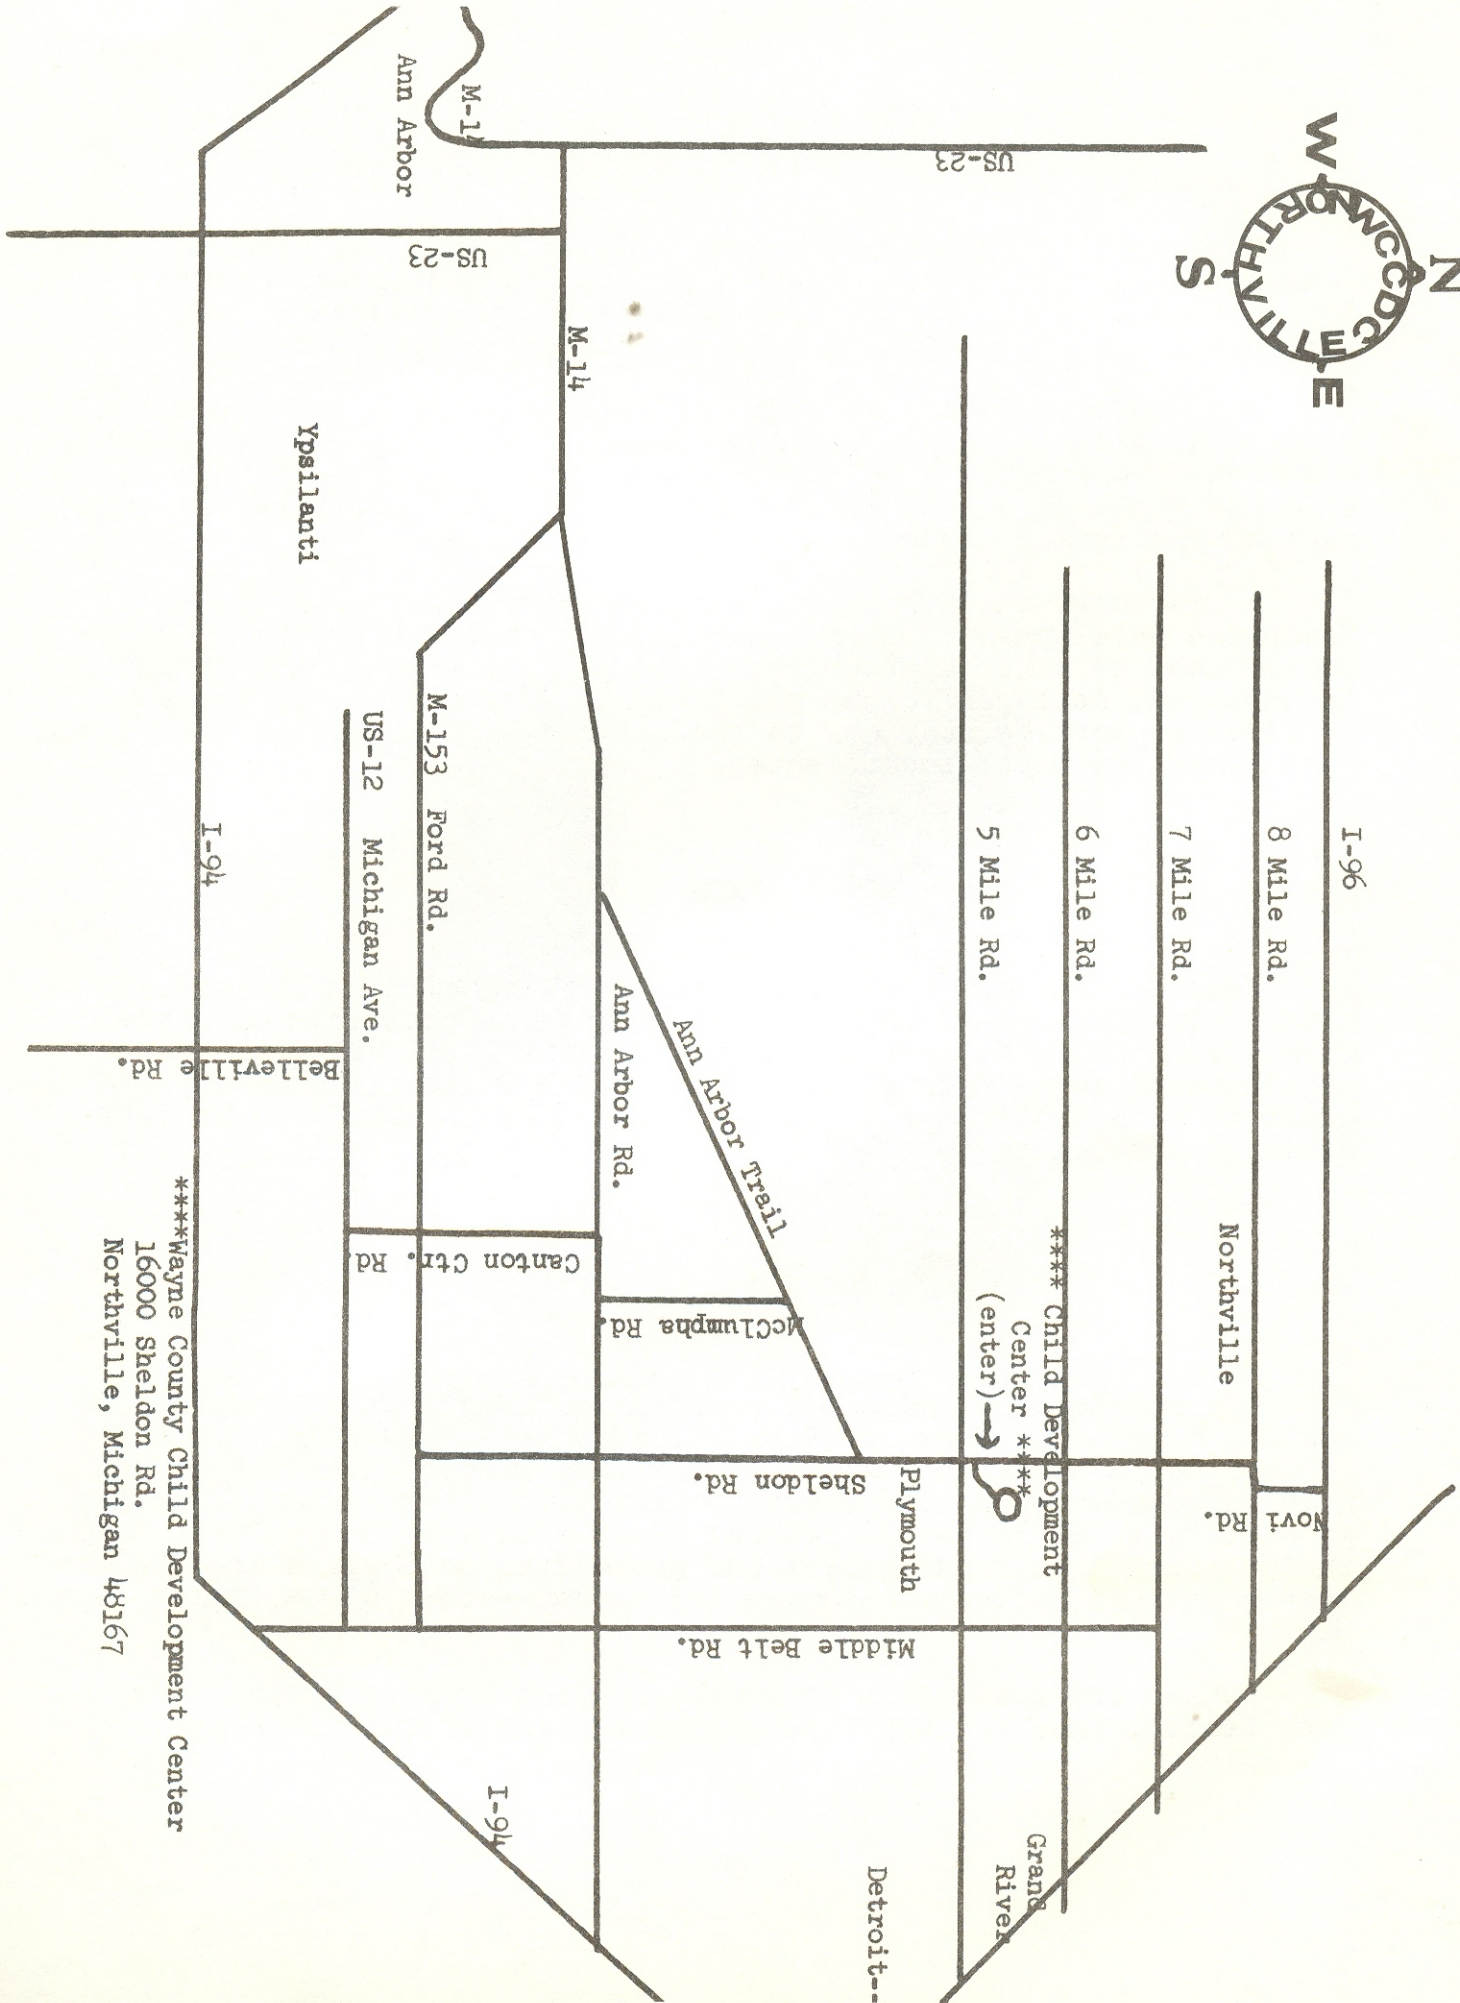 N
W
E
S
NWCCDC
NORTHVILLE
I-96
8 Mile Rd.
Northville
Novi Rd.
7 Mile Rd.
6 Mile Rd.
**** Child Development
Center ****
(enter)
5 Mile Rd.
Grand
River
US-23
Plymouth
Detroit--
Sheldon Rd.
Middle Belt Rd.
Ann Arbor Trail
McClumpha Rd.
Ann Arbor Rd.
M-14
M-14
Canton Ctr. Rd
US-23
Ann Arbor
M-153 Ford Rd.
US-12 Michigan Ave.
I-94
Ypsilanti
Belleville Rd.
I-94
****Wayne County Child Development Center
16000 Sheldon Rd.
Northville, Michigan 48167